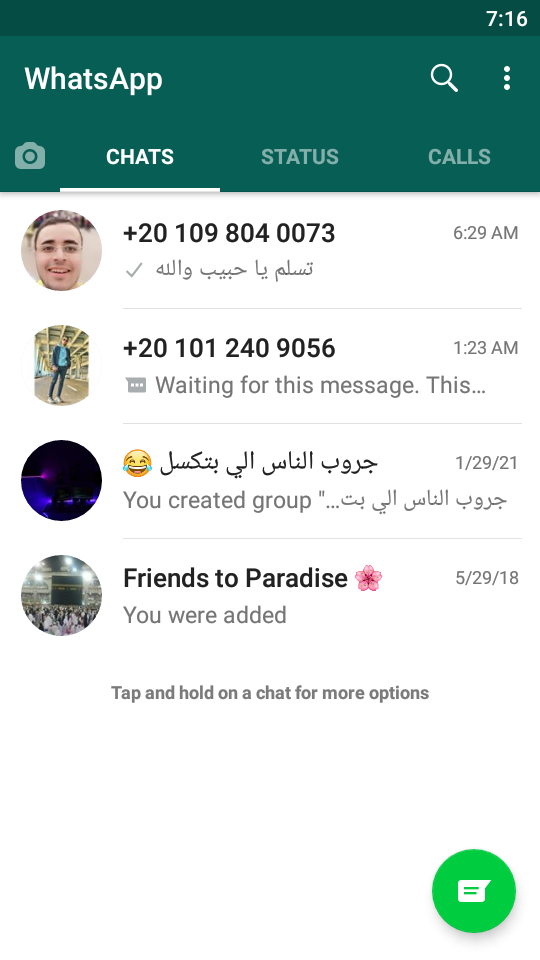 7:16
WhatsApp
CHATS STATUS CALLS
+20 109 804 0073 6:29 AM
تسلم يا حبيب والله
+20 101 240 9056 1:23 AM
Waiting for this message. This...
جروب الناس الي بتكسل 😂 1/29/21
You created group "...جروب الناس الي بت
Friends to Paradise 🌸 5/29/18
You were added
Tap and hold on a chat for more options